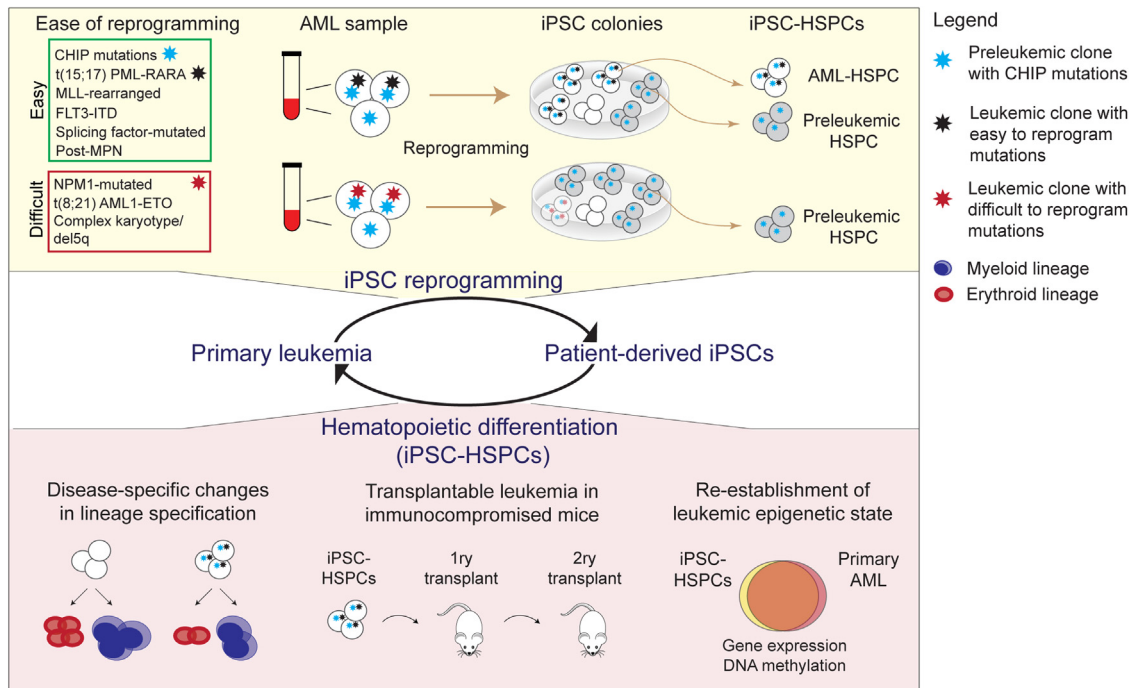 Ease of reprogramming
AML sample
iPSC colonies
iPSC-HSPCs
Easy
CHIP mutations
t(15;17) PML-RARA
MLL-rearranged
FLT3-ITD
Splicing factor-mutated
Post-MPN
Difficult
NPM1-mutated
t(8;21) AML1-ETO
Complex karyotype/
del5q
Reprogramming
AML-HSPC
Preleukemic
HSPC
Preleukemic
HSPC
Legend
Preleukemic clone
with CHIP mutations
Leukemic clone with
easy to reprogram
mutations
Leukemic clone with
difficult to reprogram
mutations
Myeloid lineage
Erythroid lineage
iPSC reprogramming
Primary leukemia
Patient-derived iPSCs
Hematopoietic differentiation
(iPSC-HSPCs)
Disease-specific changes
in lineage specification
Transplantable leukemia in
immunocompromised mice
iPSC-
HSPCs
1ry
transplant
2ry
transplant
Re-establishment of
leukemic epigenetic state
iPSC-
HSPCs
Primary
AML
Gene expression
DNA methylation